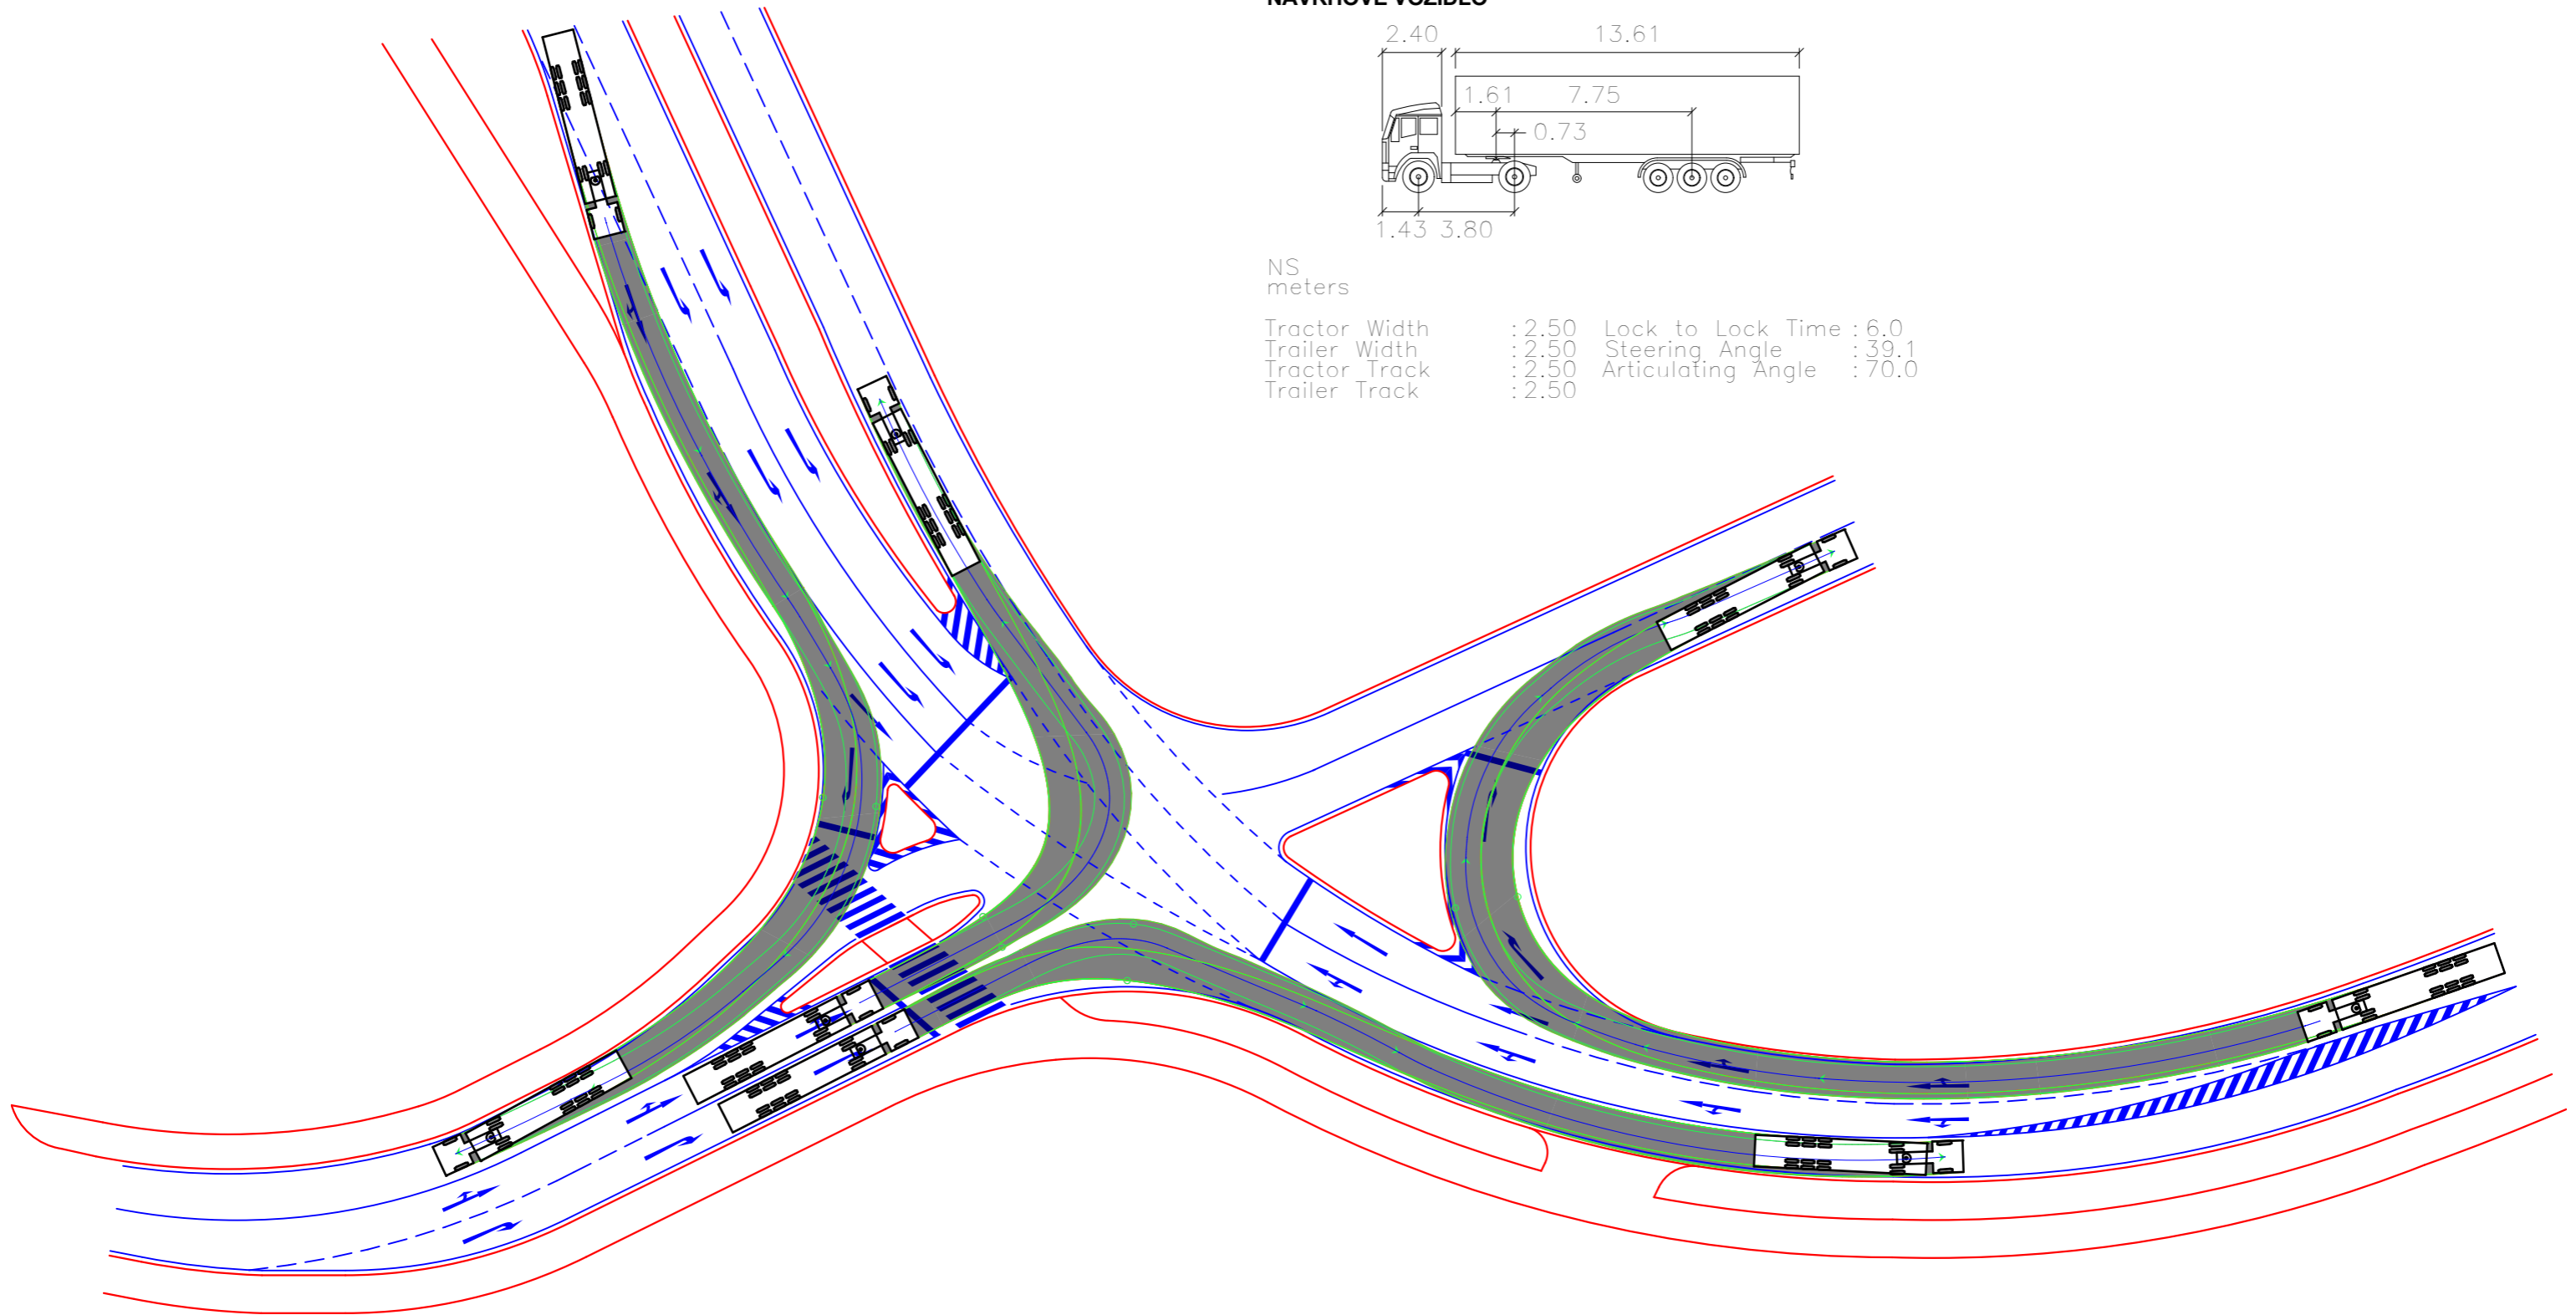 NÁVRHOVÉ VOZIDLO
2.40 13.61
1.61 7.75
0.73
1.43 3.80
NS
meters
Tractor Width : 2.50 Lock to Lock Time : 6.0
Trailer Width : 2.50 Steering Angle : 39.1
Tractor Track : 2.50 Articulating Angle : 70.0
Trailer Track : 2.50